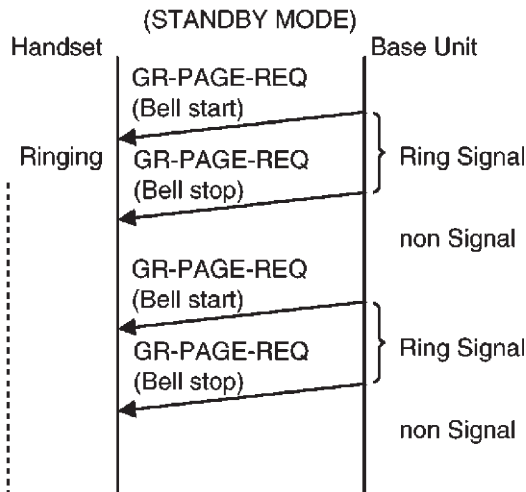 (STANDBY MODE)
Handset
Base Unit
GR-PAGE-REQ
(Bell start)
Ringing
GR-PAGE-REQ
(Bell stop)
Ring Signal
non Signal
GR-PAGE-REQ
(Bell start)
GR-PAGE-REQ
(Bell stop)
Ring Signal
non Signal